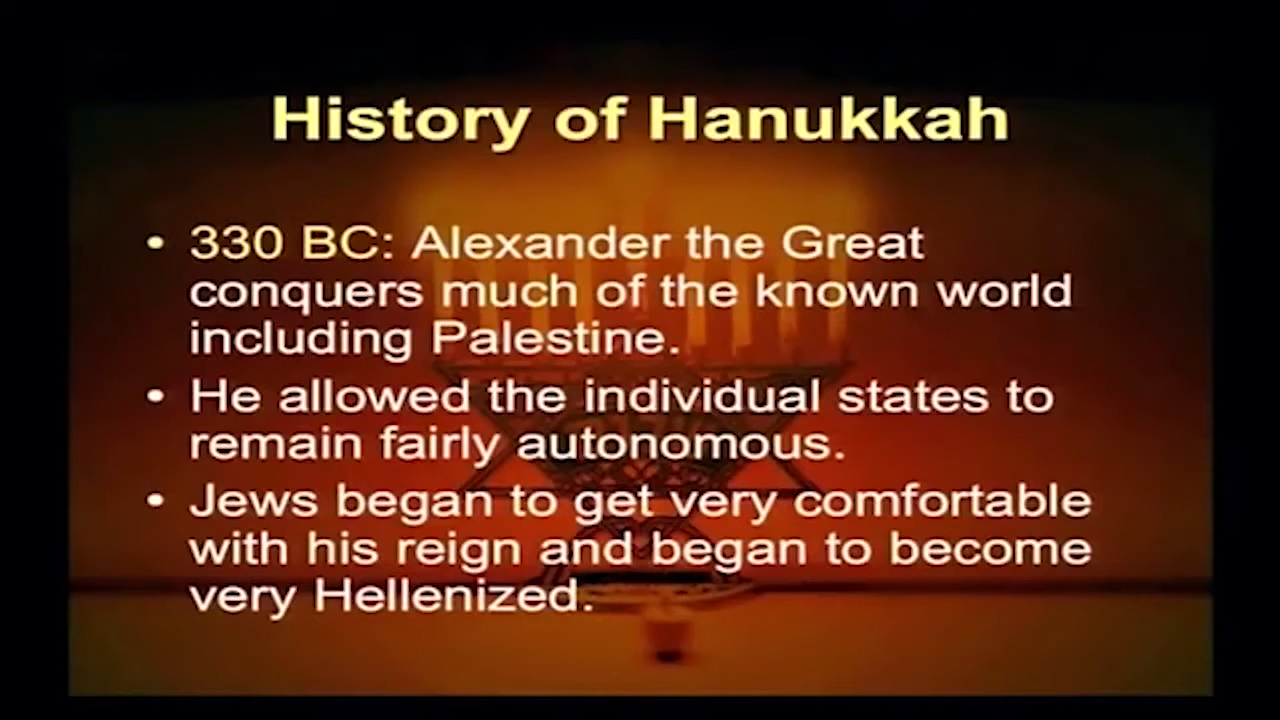 History of Hanukkah
• 330 BC: Alexander the Great
conquers much of the known world
including Palestine.
• He allowed the individual states to
remain fairly autonomous.
• Jews began to get very comfortable
with his reign and began to become
very Hellenized.